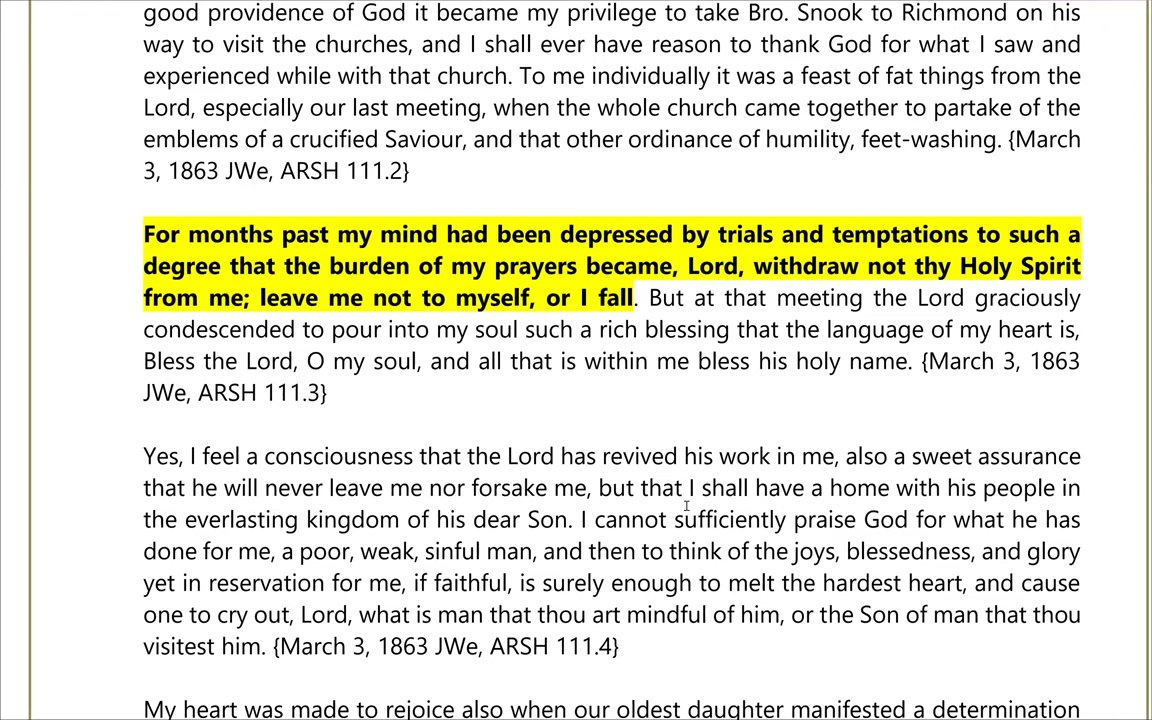 good providence of God it became my privilege to take Bro. Snook to Richmond on his
way to visit the churches, and I shall ever have reason to thank God for what I saw and
experienced while with that church. To me individually it was a feast of fat things from the
Lord, especially our last meeting, when the whole church came together to partake of the
emblems of a crucified Saviour, and that other ordinance of humility, feet-washing. {March
3, 1863 JWe, ARSH 111.2}
For months past my mind had been depressed by trials and temptations to such a
degree that the burden of my prayers became, Lord, withdraw not thy Holy Spirit
from me; leave me not to myself, or I fall. But at that meeting the Lord graciously
condescended to pour into my soul such a rich blessing that the language of my heart is,
Bless the Lord, O my soul, and all that is within me bless his holy name. {March 3, 1863
JWe, ARSH 111.3}
Yes, I feel a consciousness that the Lord has revived his work in me, also a sweet assurance
that he will never leave me nor forsake me, but that I shall have a home with his people in
the everlasting kingdom of his dear Son. I cannot sufficiently praise God for what he has
done for me, a poor, weak, sinful man, and then to think of the joys, blessedness, and glory
yet in reservation for me, if faithful, is surely enough to melt the hardest heart, and cause
one to cry out, Lord, what is man that thou art mindful of him, or the Son of man that thou
visitest him. {March 3, 1863 JWe, ARSH 111.4}
My heart was made to rejoice also when our oldest daughter manifested a determination